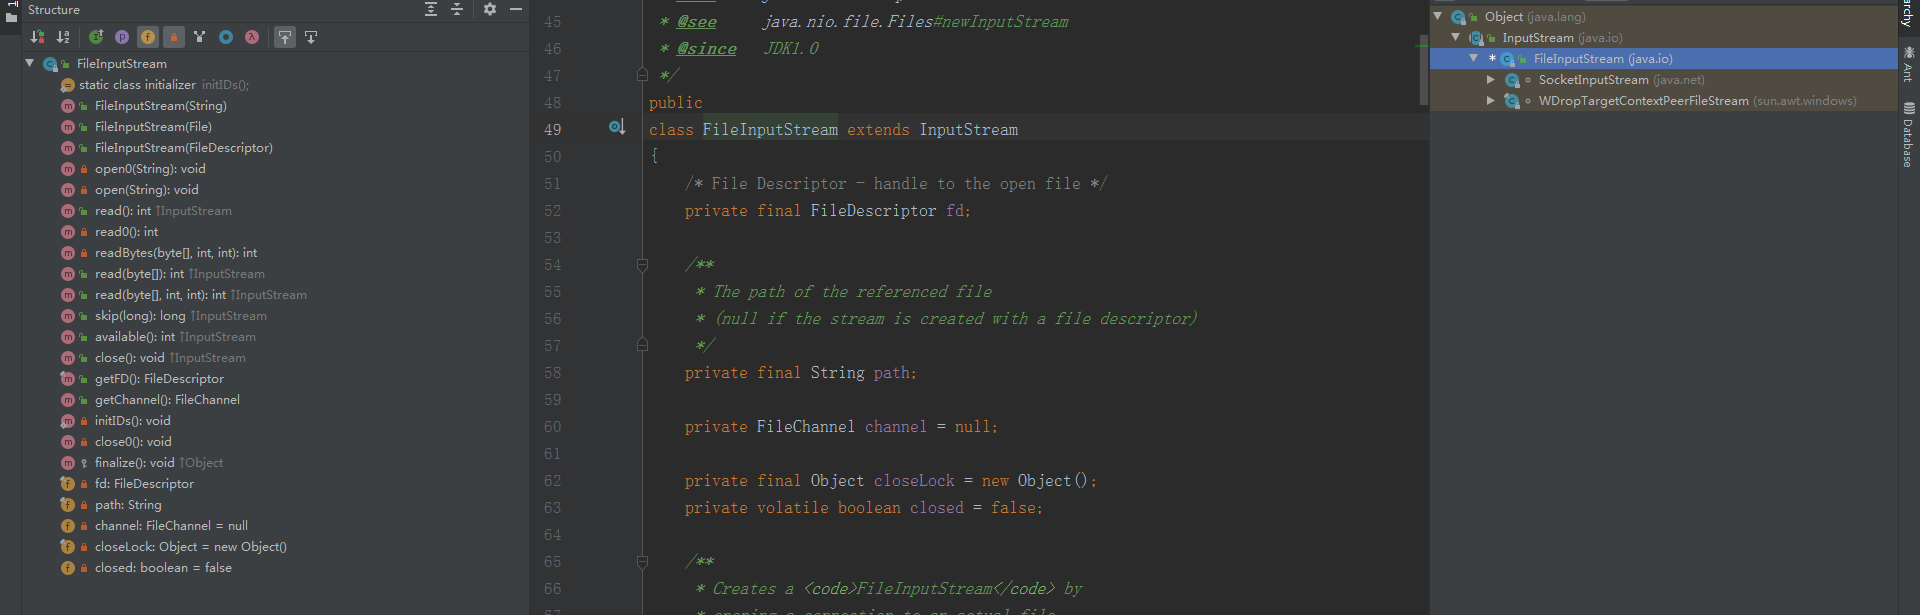 Structure
FileInputStream
static class initializer initIDs();
FileInputStream(String)
FileInputStream(File)
FileInputStream(FileDescriptor)
open0(String): void
open(String): void
read(): int ↑InputStream
read0(): int
readBytes(byte[], int, int): int
read(byte[]): int ↑InputStream
read(byte[], int, int): int ↑InputStream
skip(long): long ↑InputStream
available(): int ↑InputStream
close(): void ↑InputStream
getFD(): FileDescriptor
getChannel(): FileChannel
initIDs(): void
close0(): void
finalize(): void ↑Object
fd: FileDescriptor
path: String
channel: FileChannel = null
closeLock: Object = new Object()
closed: boolean = false
45 * @see java.nio.file.Files#newInputStream
46 * @since JDK1.0
47 */
48 public
49 class FileInputStream extends InputStream
50 {
51 /* File Descriptor - handle to the open file */
52 private final FileDescriptor fd;
53
54 /**
55 * The path of the referenced file
56 * (null if the stream is created with a file descriptor)
57 */
58 private final String path;
59
60 private FileChannel channel = null;
61
62 private final Object closeLock = new Object();
63 private volatile boolean closed = false;
64
65 /**
66 * Creates a <code>FileInputStream</code> by
67 * opening a connection to an actual file
Object (java.lang)
InputStream (java.io)
* FileInputStream (java.io)
SocketInputStream (java.net)
WDropTargetContextPeerFileStream (sun.awt.windows)
archy
Ant
Database